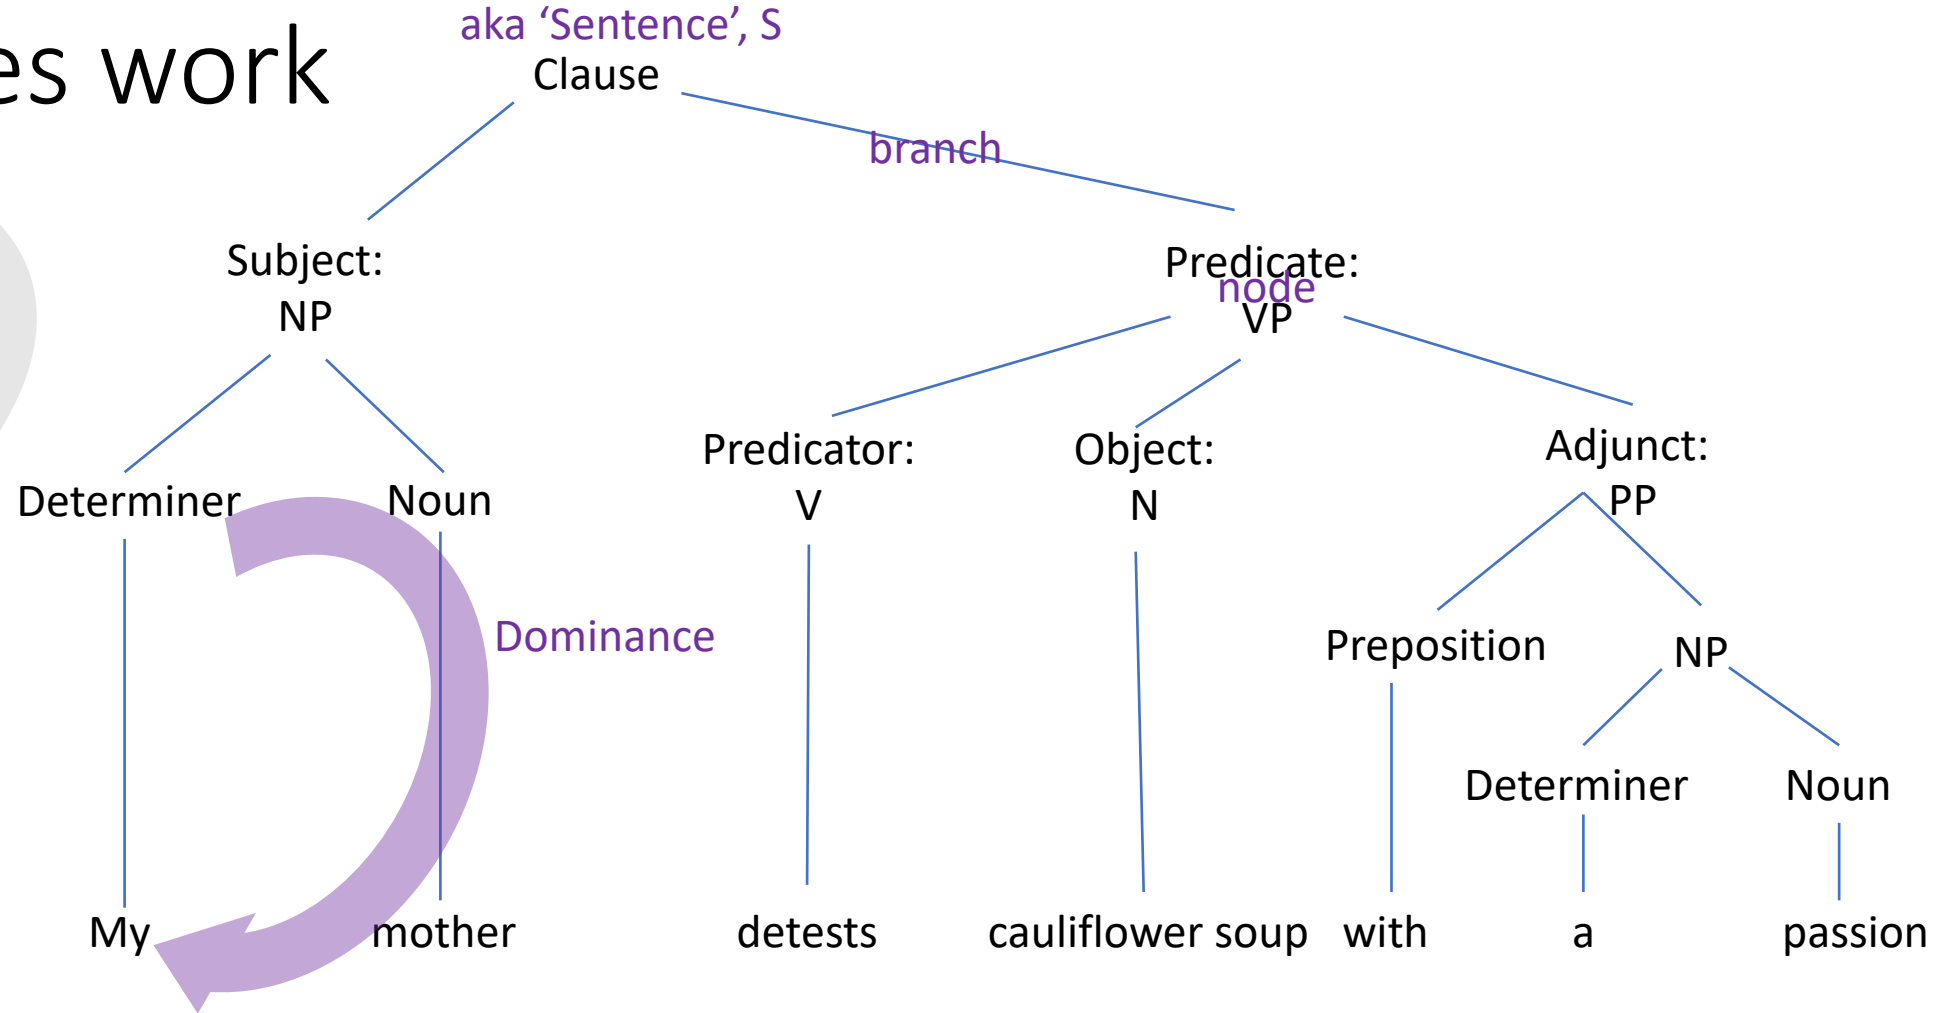 aka ‘Sentence’, S
es work
Clause
branch
Subject:
NP
Predicate:
node
VP
Predicator:
V
Object:
N
Adjunct:
PP
Determiner
Noun
Dominance
Preposition
NP
Determiner
Noun
My
mother
detests
cauliflower soup
with
a
passion